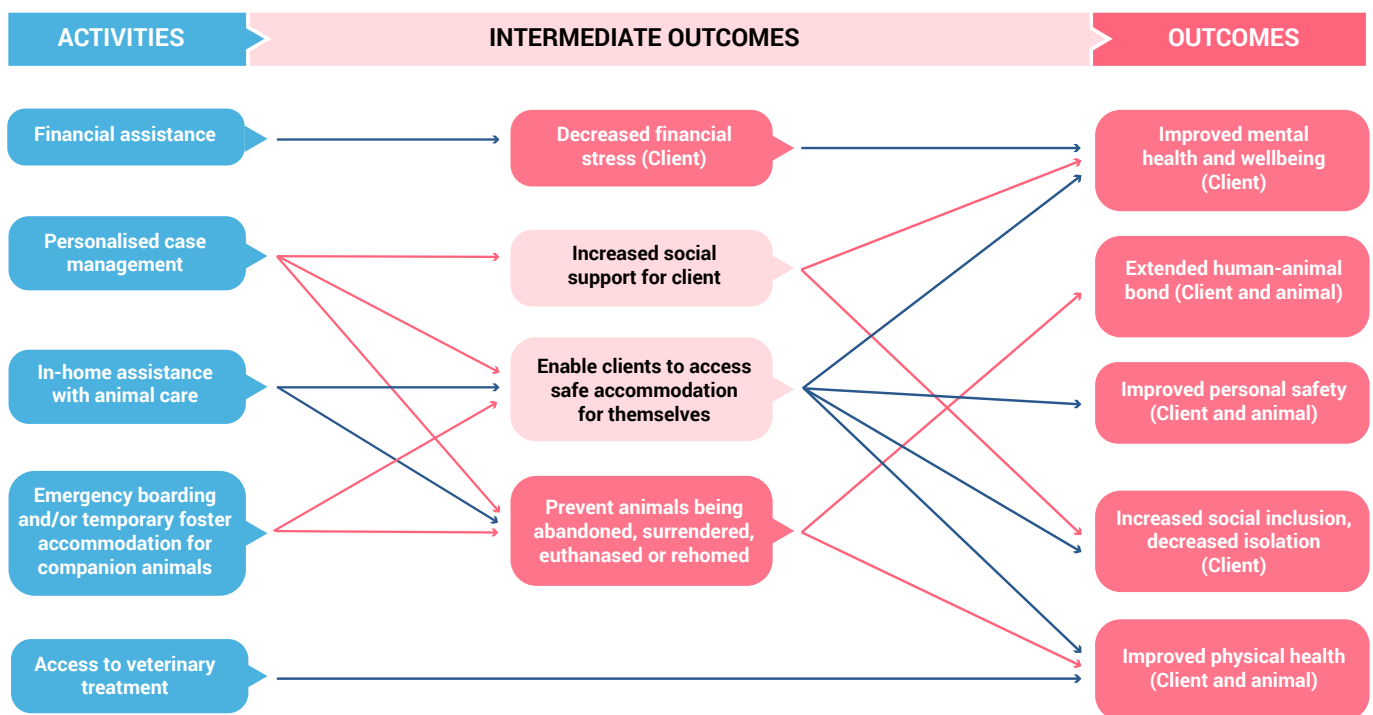 ACTIVITIES
INTERMEDIATE OUTCOMES
OUTCOMES
Financial assistance
Personalised case
management
In-home assistance
with animal care
Emergency boarding
and/or temporary foster
accommodation for
companion animals
Access to veterinary
treatment
Decreased financial
stress (Client)
Increased social
support for client
Enable clients to access
safe accommodation
for themselves
Prevent animals being
abandoned, surrendered,
euthanased or rehomed
Improved mental
health and wellbeing
(Client)
Extended human-animal
bond (Client and animal)
Improved personal safety
(Client and animal)
Increased social inclusion,
decreased isolation
(Client)
Improved physical health
(Client and animal)